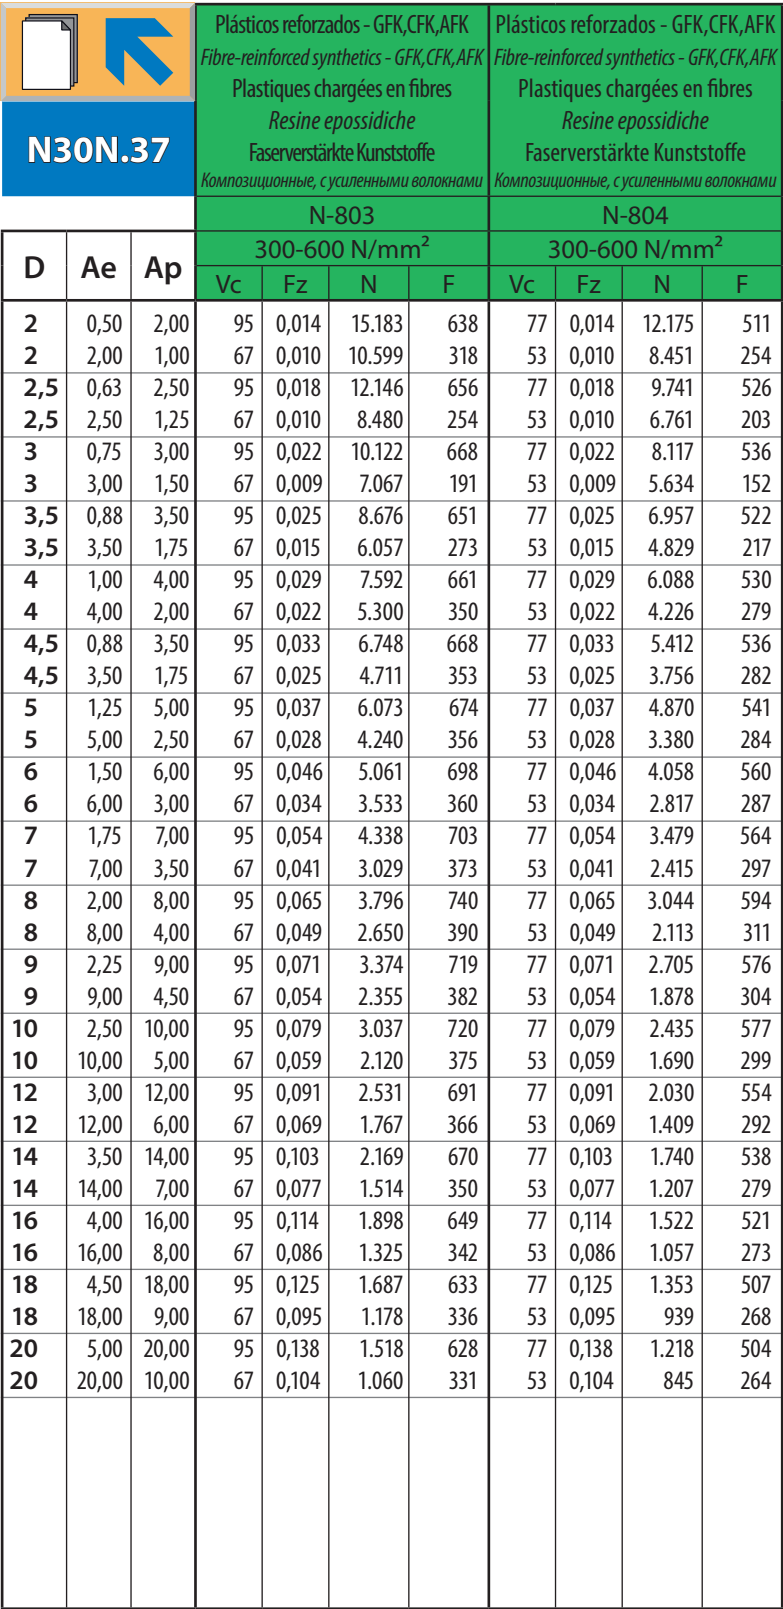 Plásticos reforzados - GFK,CFK,AFK Plásticos reforzados - GFK,CFK,AFK
Fibre-reinforced synthetics - GFK,CFK,AFK Fibre-reinforced synthetics - GFK,CFK,AFK
Plastiques chargées en fibres Plastiques chargées en fibres
Resine epossidiche Resine epossidiche
N30N.37 Faserverstärkte Kunststoffe Faserverstärkte Kunststoffe
Композиционные, с усиленными волокнами Композиционные, с усиленными волокнами
N-803 N-804
D Ae Ap 300-600 N/mm² 300-600 N/mm²
Vc Fz N F Vc Fz N F
2 0,50 2,00 95 0,014 15.183 638 77 0,014 12.175 511
2 2,00 1,00 67 0,010 10.599 318 53 0,010 8.451 254
2,5 0,63 2,50 95 0,018 12.146 656 77 0,018 9.741 526
2,5 2,50 1,25 67 0,010 8.480 254 53 0,010 6.761 203
3 0,75 3,00 95 0,022 10.122 668 77 0,022 8.117 536
3 3,00 1,50 67 0,009 7.067 191 53 0,009 5.634 152
3,5 0,88 3,50 95 0,025 8.676 651 77 0,025 6.957 522
3,5 3,50 1,75 67 0,015 6.057 273 53 0,015 4.829 217
4 1,00 4,00 95 0,029 7.592 661 77 0,029 6.088 530
4 4,00 2,00 67 0,022 5.300 350 53 0,022 4.226 279
4,5 0,88 3,50 95 0,033 6.748 668 77 0,033 5.412 536
4,5 3,50 1,75 67 0,025 4.711 353 53 0,025 3.756 282
5 1,25 5,00 95 0,037 6.073 674 77 0,037 4.870 541
5 5,00 2,50 67 0,028 4.240 356 53 0,028 3.380 284
6 1,50 6,00 95 0,046 5.061 698 77 0,046 4.058 560
6 6,00 3,00 67 0,034 3.533 360 53 0,034 2.817 287
7 1,75 7,00 95 0,054 4.338 703 77 0,054 3.479 564
7 7,00 3,50 67 0,041 3.029 373 53 0,041 2.415 297
8 2,00 8,00 95 0,065 3.796 740 77 0,065 3.044 594
8 8,00 4,00 67 0,049 2.650 390 53 0,049 2.113 311
9 2,25 9,00 95 0,071 3.374 719 77 0,071 2.705 576
9 9,00 4,50 67 0,054 2.355 382 53 0,054 1.878 304
10 2,50 10,00 95 0,079 3.037 720 77 0,079 2.435 577
10 10,00 5,00 67 0,059 2.120 375 53 0,059 1.690 299
12 3,00 12,00 95 0,091 2.531 691 77 0,091 2.030 554
12 12,00 6,00 67 0,069 1.767 366 53 0,069 1.409 292
14 3,50 14,00 95 0,103 2.169 670 77 0,103 1.740 538
14 14,00 7,00 67 0,077 1.514 350 53 0,077 1.207 279
16 4,00 16,00 95 0,114 1.898 649 77 0,114 1.522 521
16 16,00 8,00 67 0,086 1.325 342 53 0,086 1.057 273
18 4,50 18,00 95 0,125 1.687 633 77 0,125 1.353 507
18 18,00 9,00 67 0,095 1.178 336 53 0,095 939 268
20 5,00 20,00 95 0,138 1.518 628 77 0,138 1.218 504
20 20,00 10,00 67 0,104 1.060 331 53 0,104 845 264